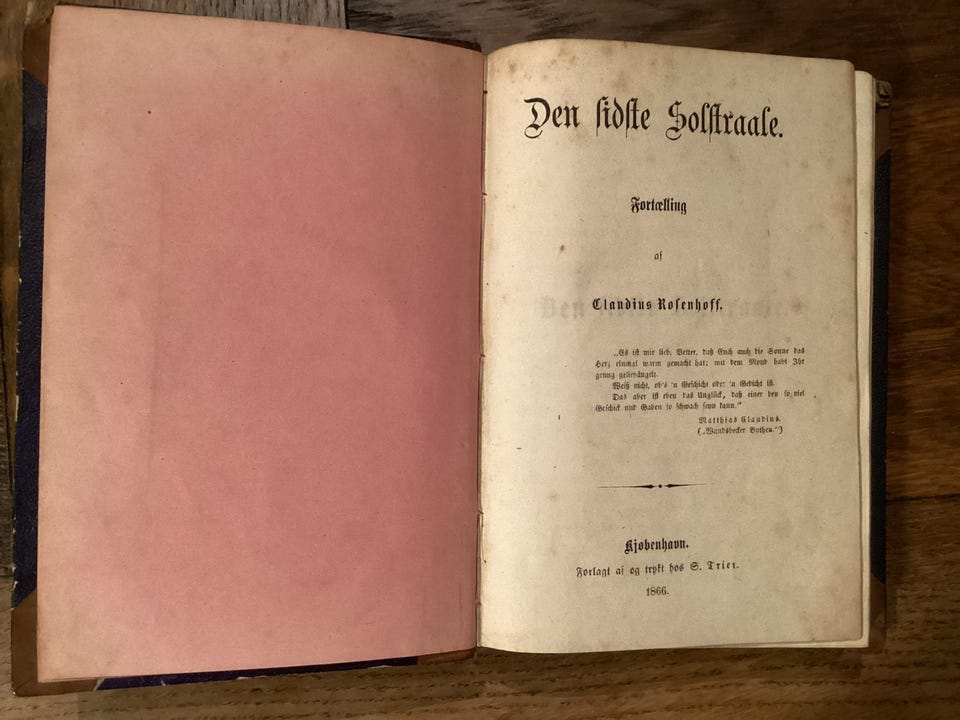 Den sidste Solstraale.
Fortælling
af
Claudius Rosenhoff.
„Es ist mir lieb, Vetter, daß Euch auch die Sonne das
Herz einmal warm gemacht hat; mit dem Mond habt Ihr
genug geliebäugelt.
Weiß nicht, ob's 'n Geschicht oder 'n Gedicht ist.
Das aber ist eben das Unglück, daß einer bey so viel
Geschick und Gaben so schwach seyn kann.“
Matthias Claudius.
(„Wandsbecker Bothen.“)
Kjøbenhavn.
Forlagt af og trykt hos S. Trier.
1866.